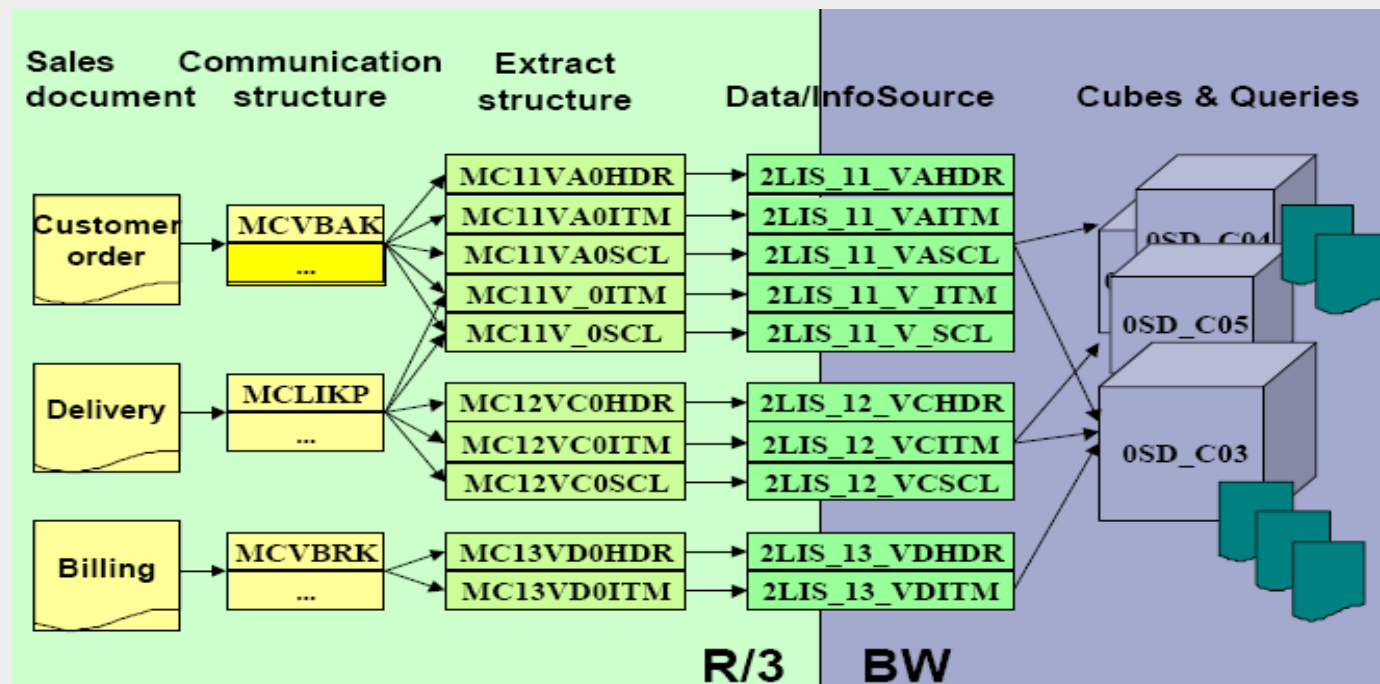 Sales
document
Communication
structure
Extract
structure
Data/InfoSource
Cubes & Queries
Customer
order
MCVBAK
...
MC11VA0HDR
MC11VA0ITM
MC11VA0SCL
MC11V_0ITM
MC11V_0SCL
2LIS_11_VAHDR
2LIS_11_VAITM
2LIS_11_VASCL
2LIS_11_V_ITM
2LIS_11_V_SCL
0SD_C04
0SD_C05
Delivery
MCLIKP
...
MC12VC0HDR
MC12VC0ITM
MC12VC0SCL
2LIS_12_VCHDR
2LIS_12_VCITM
2LIS_12_VCSCL
0SD_C03
Billing
MCVBRK
...
MC13VD0HDR
MC13VD0ITM
2LIS_13_VDHDR
2LIS_13_VDITM
R/3
BW